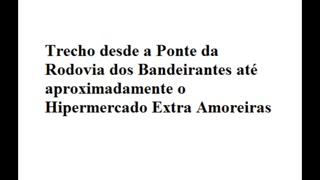 Trecho desde a Ponte da
Rodovia dos Bandeirantes até
aproximadamente o
Hipermercado Extra Amoreiras